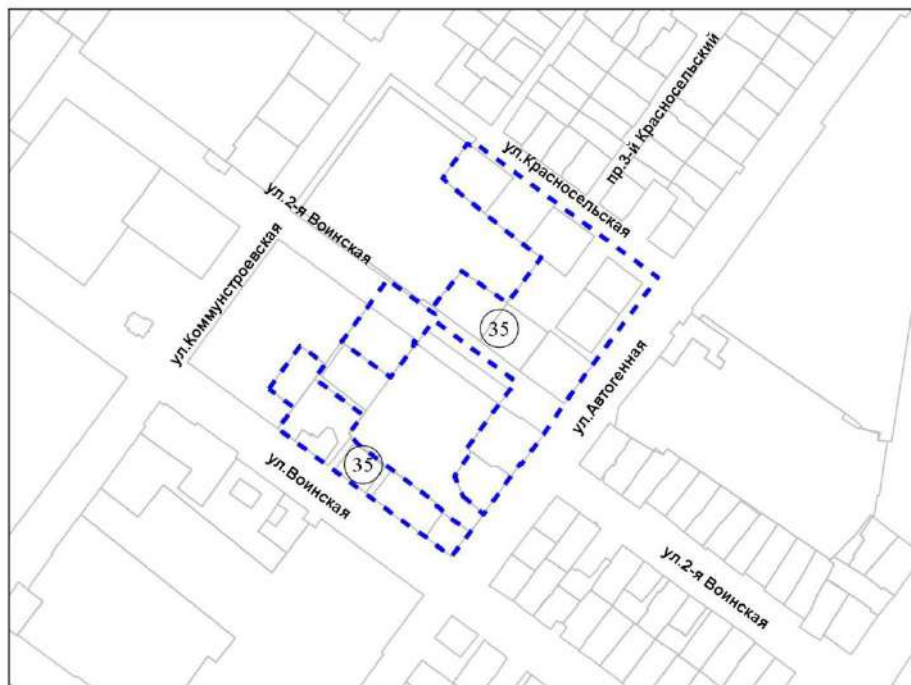 пр.3-й Красносельский
ул.Красносельская
ул.2-я Воинская
ул.Коммунстроевская
35
ул.Автогенная
35
ул.Воинская
ул.2-я Воинская